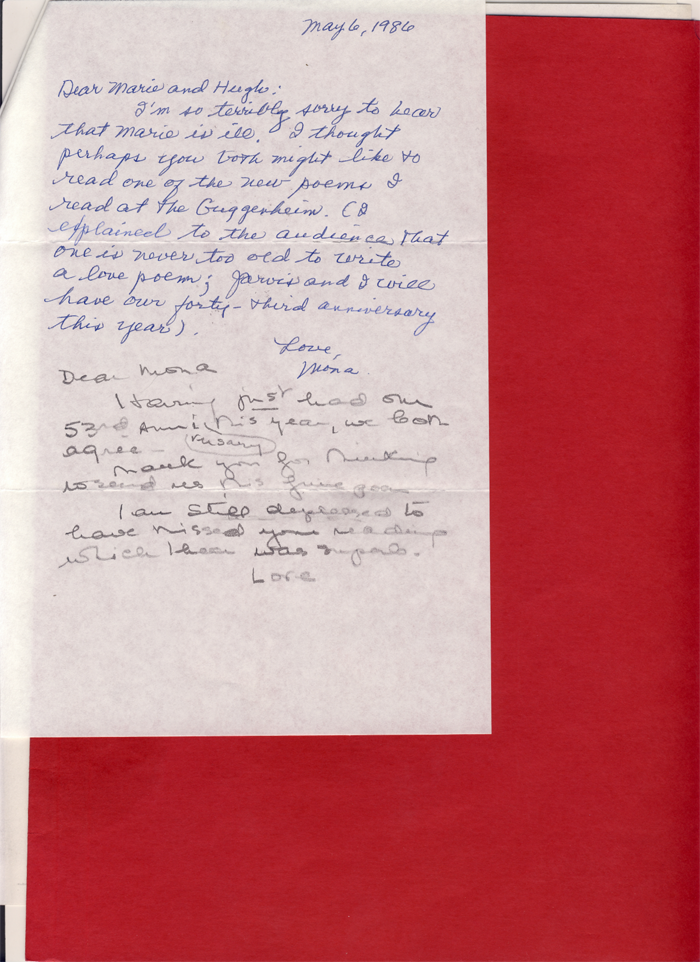 May 6, 1986
Dear Marie and Hugh:
I'm so terribly sorry to hear
that Marie is ill. I thought
perhaps you both might like to
read one of the new poems I
read at the Guggenheim. (I
explained to the audience that
one is never too old to write
a love poem; Jarvis and I will
have our forty-third anniversary
this year).
Love,
Mona
Dear Mona
Having just had our
53rd Anniversary this year, we both
agree—
Thank you for thinking
to send us this fine poem
I am still depressed to
have missed your reading
which I hear was superb.
Love